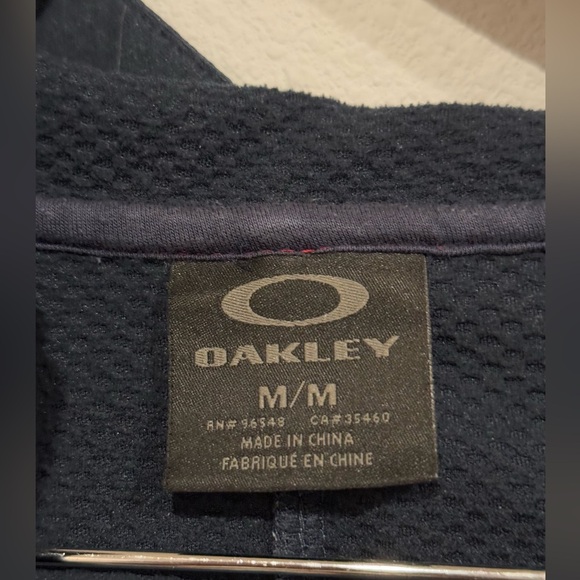 OAKLEY
M/M
RN# 96548 CA# 35460
MADE IN CHINA
FABRIQUÉ EN CHINE